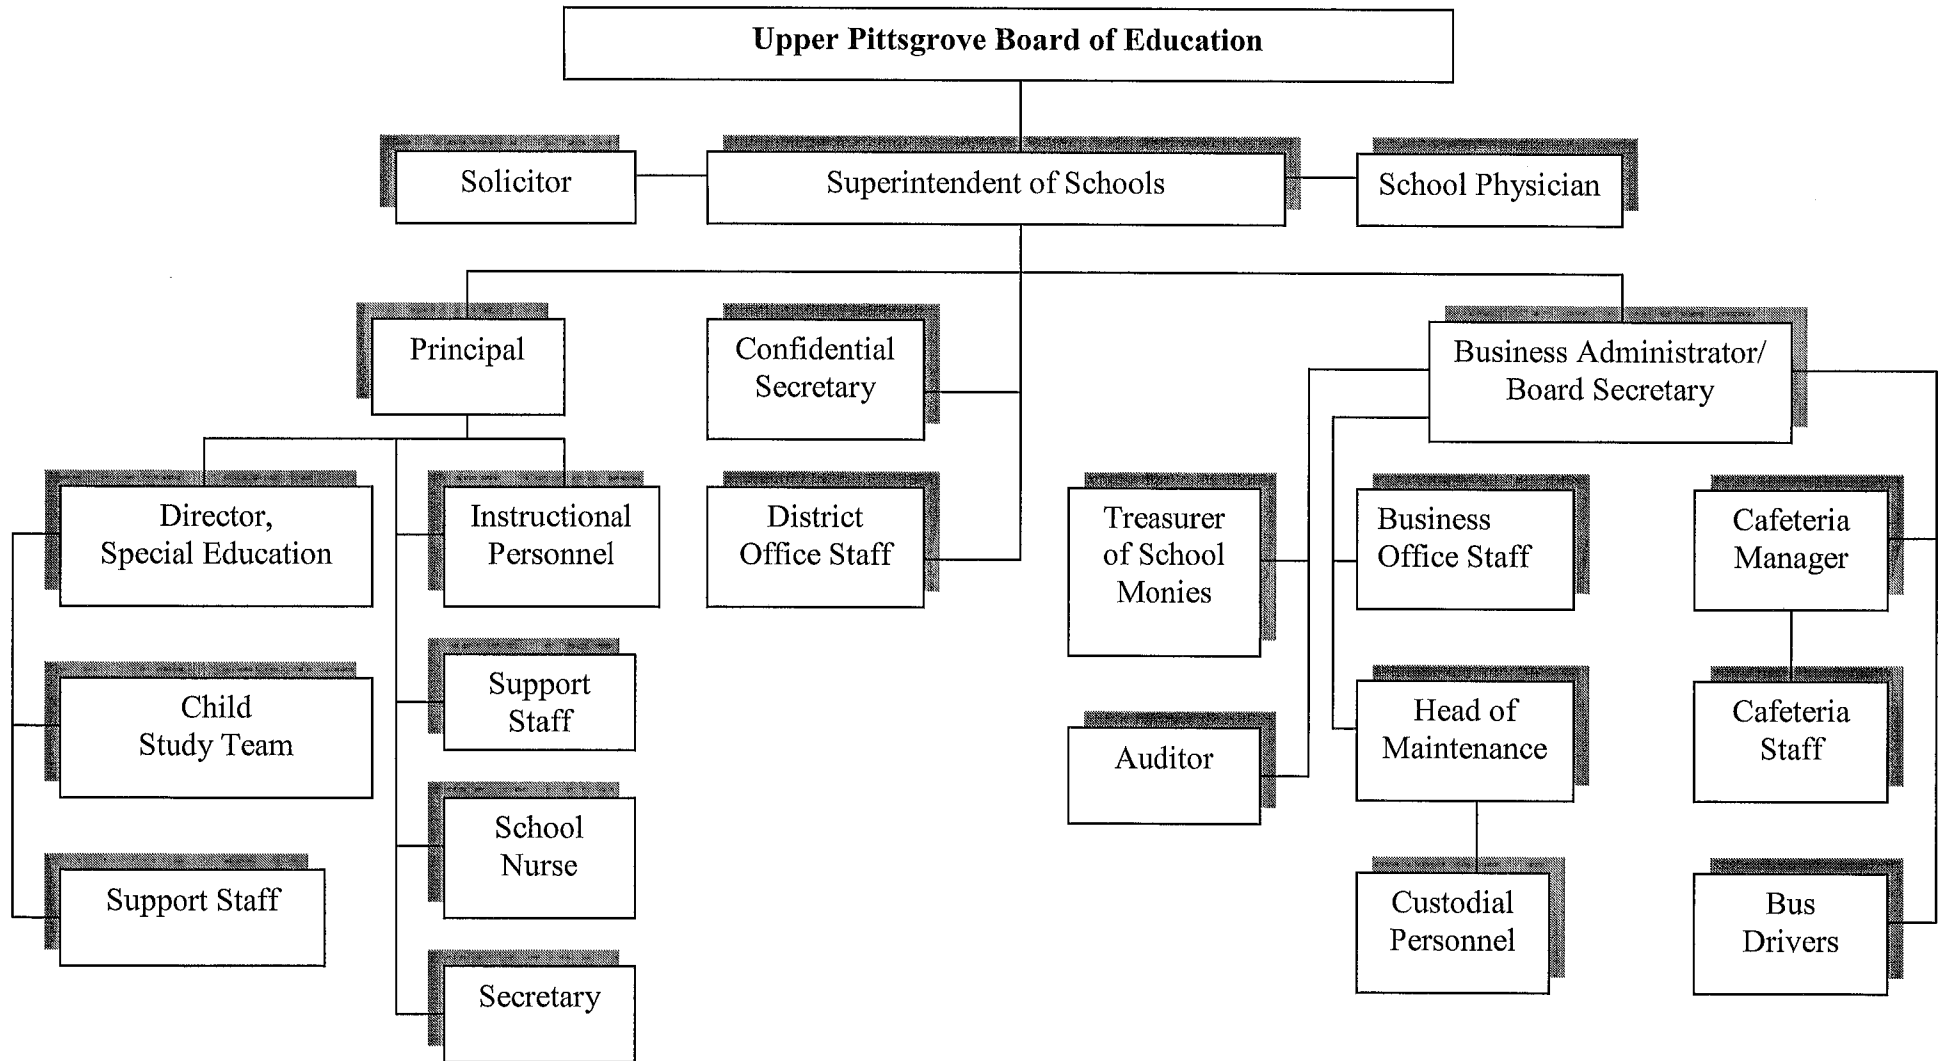 Upper Pittsgrove Board of Education
Solicitor
Superintendent of Schools
School Physician
Principal
Confidential
Secretary
Business Administrator/
Board Secretary
Director,
Special Education
Instructional
Personnel
District
Office Staff
Treasurer
of School
Monies
Business
Office Staff
Cafeteria
Manager
Child
Study Team
Support
Staff
Auditor
Head of
Maintenance
Cafeteria
Staff
Support Staff
School
Nurse
Custodial
Personnel
Bus
Drivers
Secretary